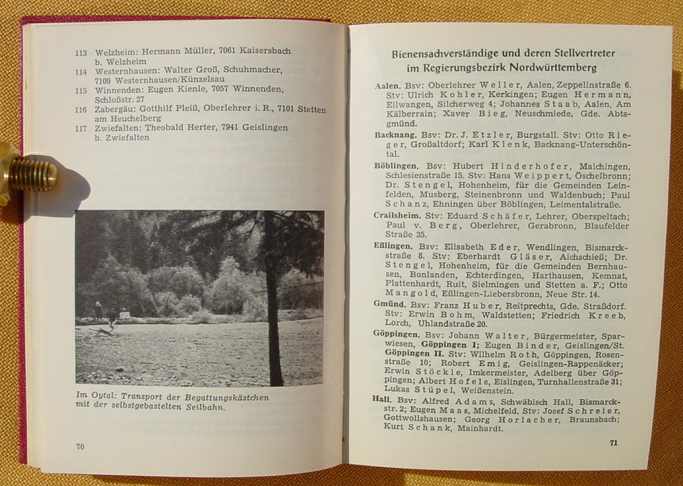 113 Welzheim: Hermann Müller, 7061 Kaisersbach
b. Welzheim
114 Westernhausen: Walter Groß, Schuhmacher,
7109 Westernhausen/Künzelsau
115 Winnenden: Eugen Kienle, 7057 Winnenden,
Schloßstr. 27
116 Zabergäu: Gotthilf Pleiß, Oberlehrer i. R., 7101 Stetten
am Heuchelberg
117 Zwiefalten: Theobald Herter, 7941 Geislingen
b. Zwiefalten
Im Oytal: Transport der Begattungskästchen
mit der selbstgebastelten Seilbahn.
70
Bienensachverständige und deren Stellvertreter
im Regierungsbezirk Nordwürttemberg
Aalen. Bsv: Oberlehrer Weller, Aalen, Zeppelinstraße 6.
Stv: Ulrich Kohler, Kerkingen; Eugen Hermann,
Ellwangen, Silcherweg 4; Johannes Staab, Aalen, Am
Kälberrain; Xaver Bieg, Neuschmiede, Gde. Abts-
gmünd.
Backnang. Bsv: Dr. J. Etzler, Burgstall. Stv: Otto Rie-
ger, Großaltdorf; Karl Klenk, Backnang-Unterschön-
tal.
Böblingen. Bsv: Hubert Hinderhofer, Maichingen,
Schlesienstraße 15. Stv: Hans Weippert, Öschelbronn;
Dr. Stengel, Hohenheim, für die Gemeinden Lein-
felden, Musberg, Steinenbronn und Waldenbuch; Paul
Schanz, Ehningen über Böblingen, Leimentalstraße.
Crailsheim. Stv: Eduard Schäfer, Lehrer, Oberspeltach;
Paul v. Berg, Oberlehrer, Gerabronn, Blaufelder
Straße 25.
Eßlingen. Bsv: Elisabeth Eder, Wendlingen, Bismarck-
straße 8. Stv: Eberhardt Gläser, Aichschieß; Dr.
Stengel, Hohenheim, für die Gemeinden Bernhau-
sen, Bonlanden, Echterdingen, Harthausen, Kemnat,
Plattenhardt, Ruit, Sielmingen und Stetten a. F.; Otto
Mangold, Eßlingen-Liebersbronn, Neue Str. 14.
Gmünd. Bsv: Franz Huber, Reitprechts, Gde. Straßdorf.
Stv: Erwin Bohm, Waldstetten; Friedrich Kreeb,
Lorch, Uhlandstraße 20.
Göppingen. Bsv: Johann Walter, Bürgermeister, Spar-
wiesen, Göppingen I; Eugen Binder, Geislingen/St.
Göppingen II. Stv: Wilhelm Roth, Göppingen, Rosen-
straße 10; Robert Emig, Geislingen-Rappenäcker;
Erwin Stöckle, Imkermeister, Adelberg über Göp-
pingen; Albert Hofele, Eislingen, Turnhallenstraße 31;
Lukas Stüpel, Weißenstein.
Hall. Bsv: Alfred Adams, Schwäbisch Hall, Bismarck-
str. 2; Eugen Maas, Michelfeld, Stv: Josef Schreier,
Gottwollshausen; Georg Horlacher, Braunsbach;
Kurt Schank, Mainhardt.
71